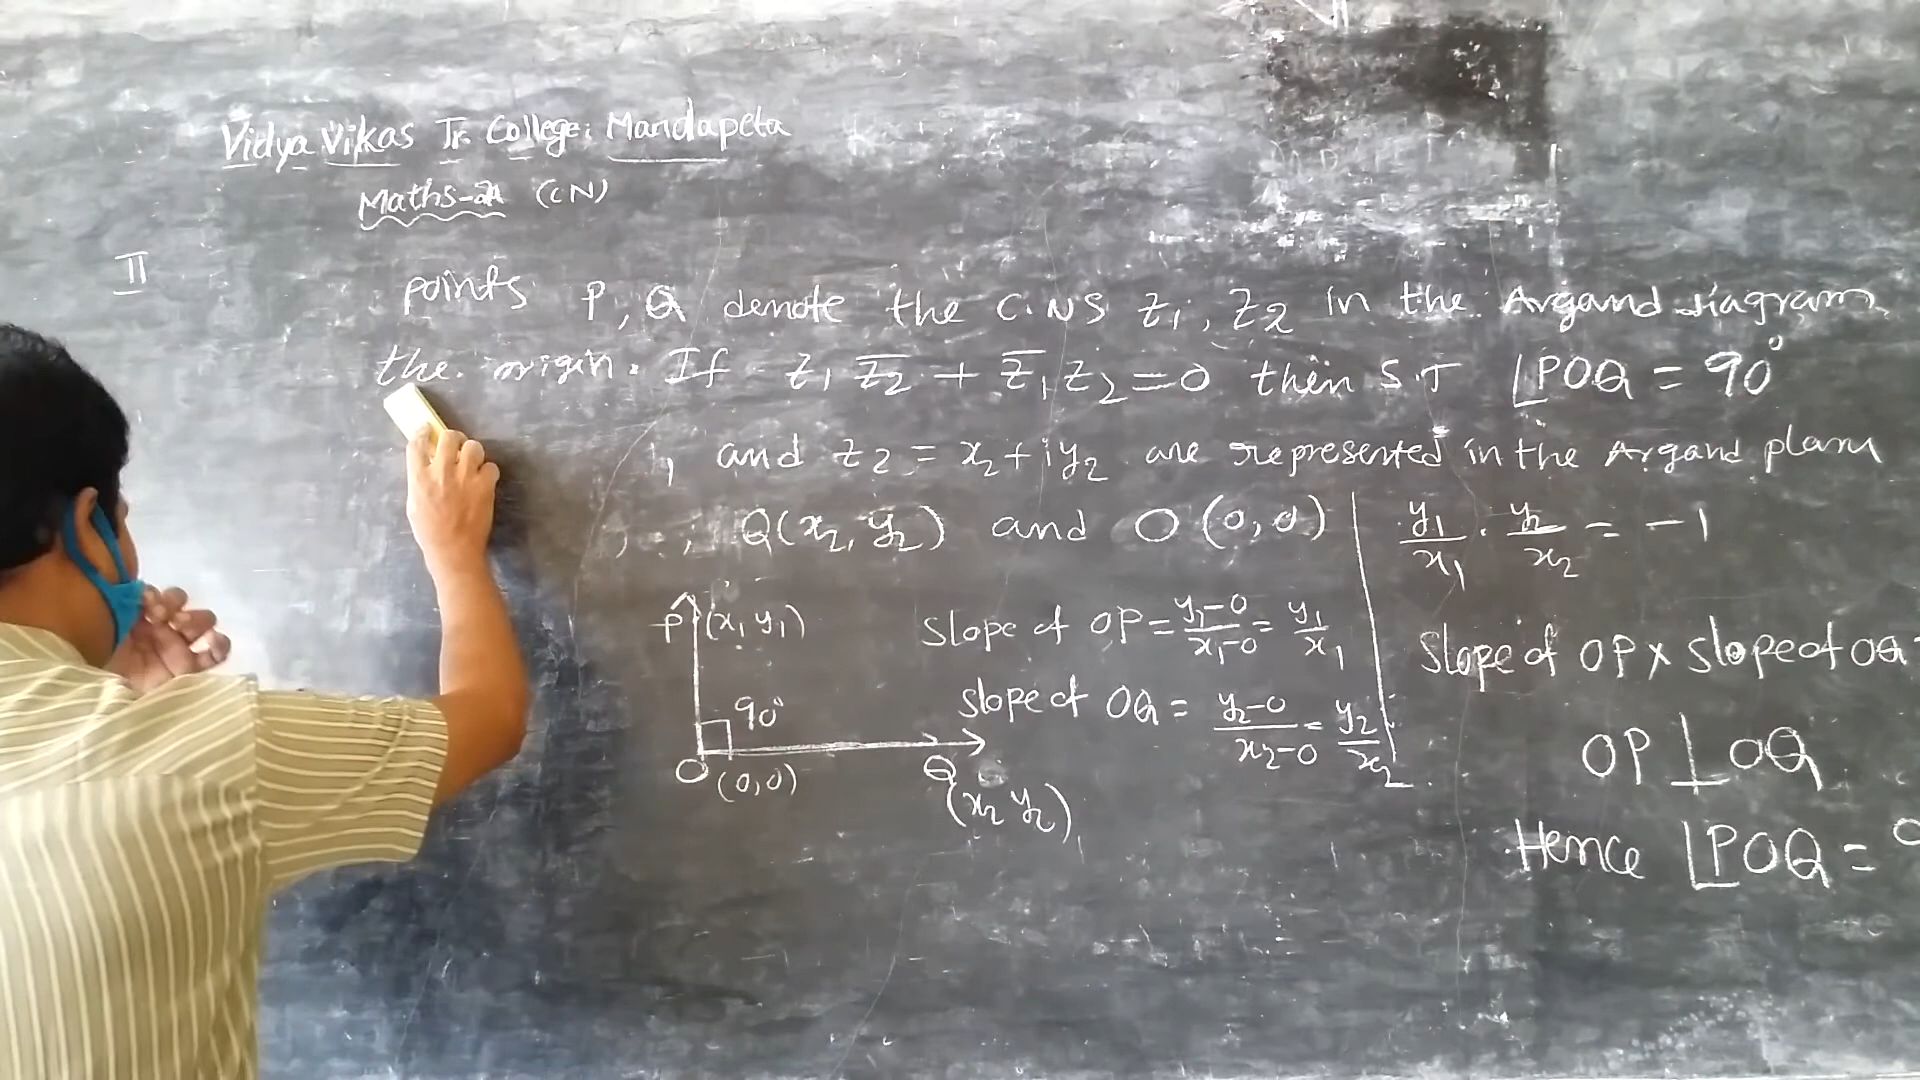 Vidya Vikas Jr. College; Mandapeta
Maths-2A (CN)
II
points P, Q denote the C.NS z₁, z₂ in the Argand diagram
the origin. If z₁z̅₂ + z̅₁z₂ = 0 then S.T ∠POQ = 90°
₁ and z₂ = x₂+iy₂ are represented in the Argand plane
, Q(x₂, y₂) and O (0,0)
P (x₁ y₁)
90°
O (0,0)
Q (x₂ y₂)
Slope of OP = y₁-0/x₁-0 = y₁/x₁
slope of OQ = y₂-0/x₂-0 = y₂/x₂
y₁/x₁ · y₂/x₂ = -1
Slope of OP x slope of OQ =
OP ⊥ OQ
Hence ∠POQ =